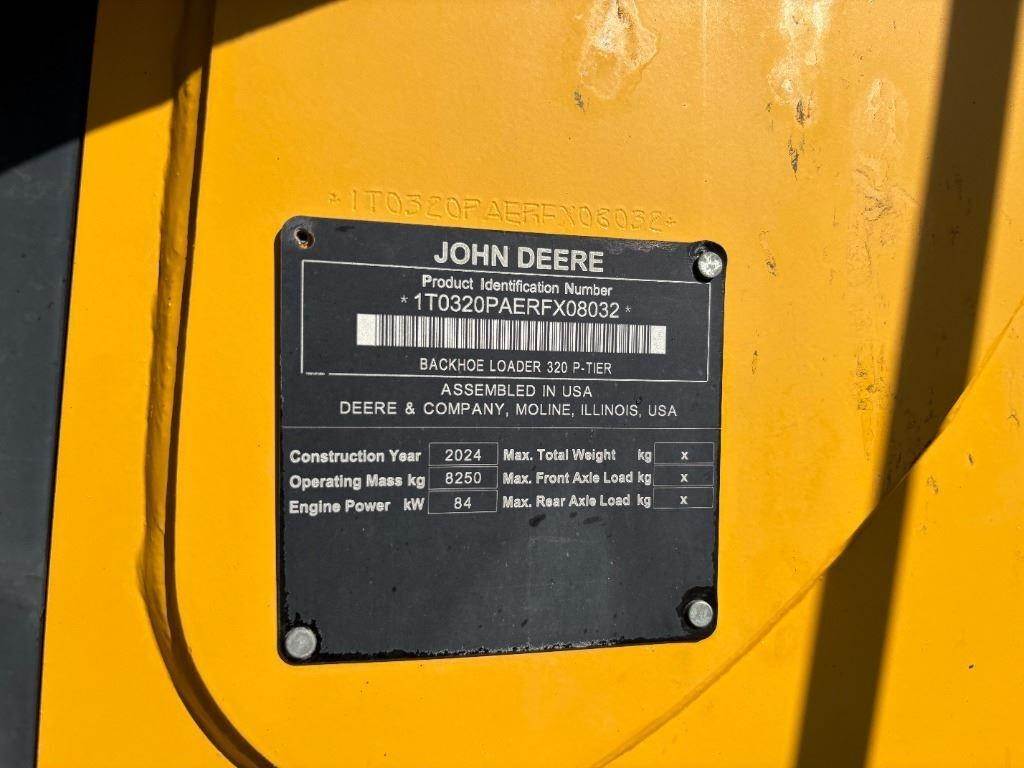 *1T0320PAERFX08032*
JOHN DEERE
Product Identification Number
*1T0320PAERFX08032*
BACKHOE LOADER 320 P-TIER
ASSEMBLED IN USA
DEERE & COMPANY, MOLINE, ILLINOIS, USA
Construction Year 2024 Max. Total Weight kg x
Operating Mass kg 8250 Max. Front Axle Load kg x
Engine Power kW 84 Max. Rear Axle Load kg x